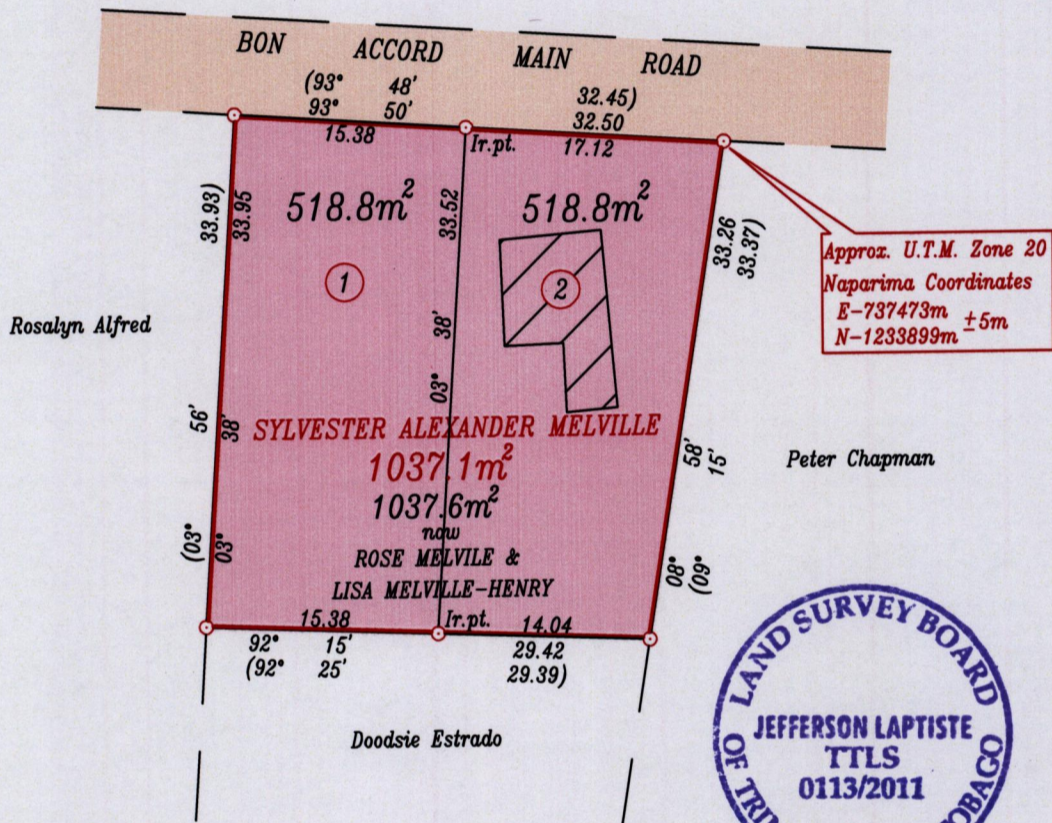 BON ACCORD MAIN ROAD
(93° 48' 32.45)
93° 50' 32.50
15.38 Ir.pt. 17.12
33.93)
33.95
518.8m²
33.52
518.8m²
33.26
33.37)
1
2
Approx. U.T.M. Zone 20
Naparima Coordinates
E-737473m
N-1233899m ±5m
Rosalyn Alfred
03° 38'
(03° 56'
03° 38'
SYLVESTER ALEXANDER MELVILLE
1037.1m²
1037.6m²
now
ROSE MELVILE &
LISA MELVILLE-HENRY
08° 58'
(09° 15'
Peter Chapman
15.38 Ir.pt. 14.04
92° 15' 29.42
(92° 25' 29.39)
Doodsie Estrado
LAND SURVEY BOARD
JEFFERSON LAPTISTE
TTLS
0113/2011
OF